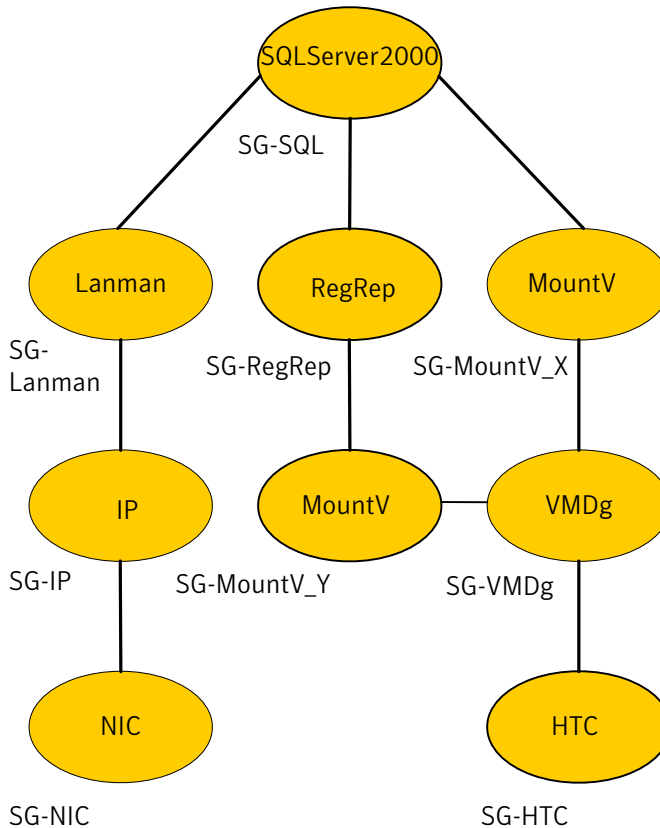 SQLServer2000
SG-SQL
Lanman
RegRep
MountV
SG-
Lanman
SG-RegRep
SG-MountV_X
IP
MountV
VMDg
SG-IP
SG-MountV_Y
SG-VMDg
NIC
HTC
SG-NIC
SG-HTC